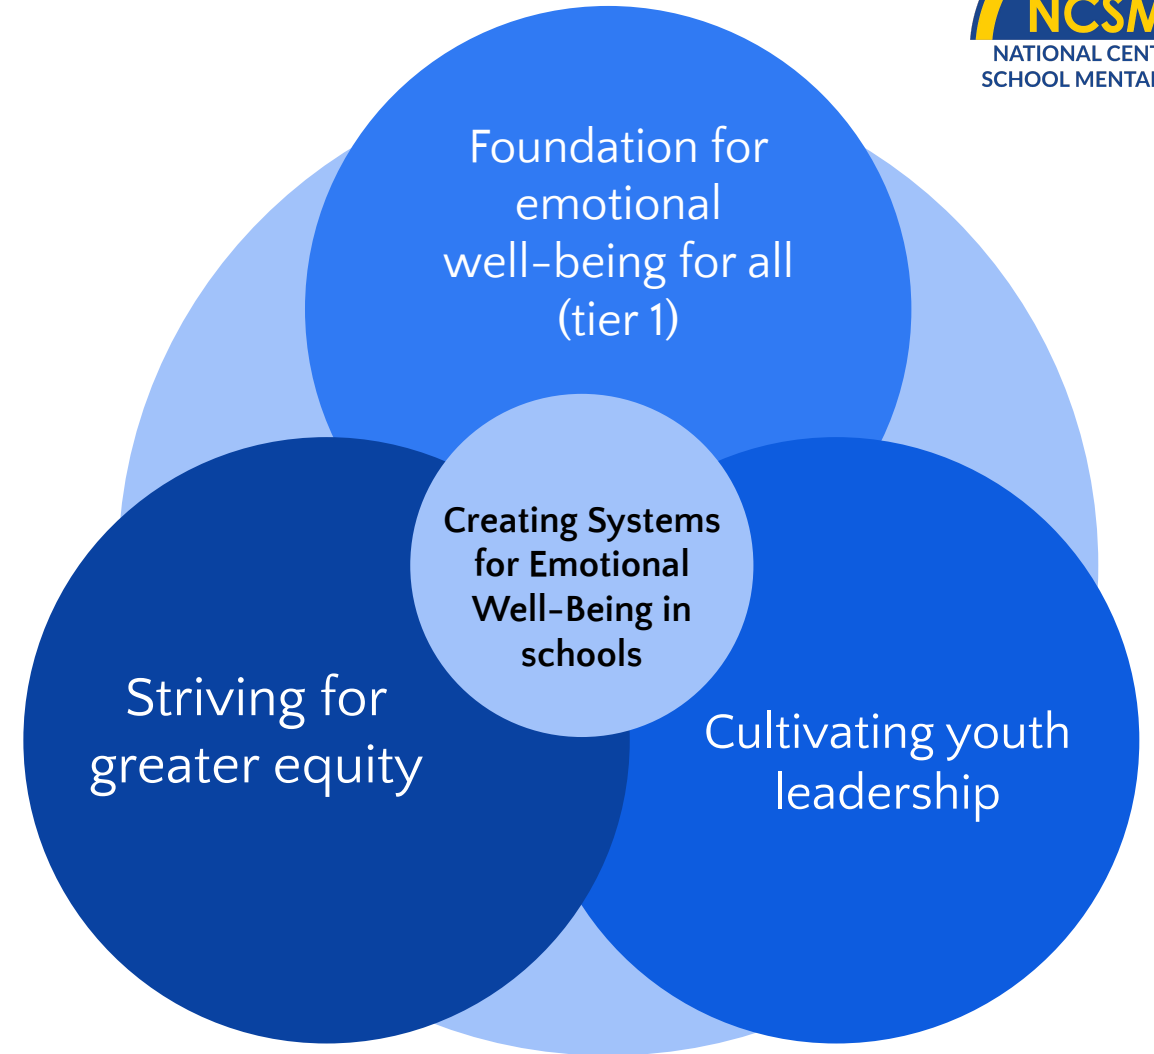 NCSM
NATIONAL CENT
SCHOOL MENTAL
Foundation for
emotional
well-being for all
(tier 1)
Creating Systems
for Emotional
Well-Being in
schools
Striving for
greater equity
Cultivating youth
leadership